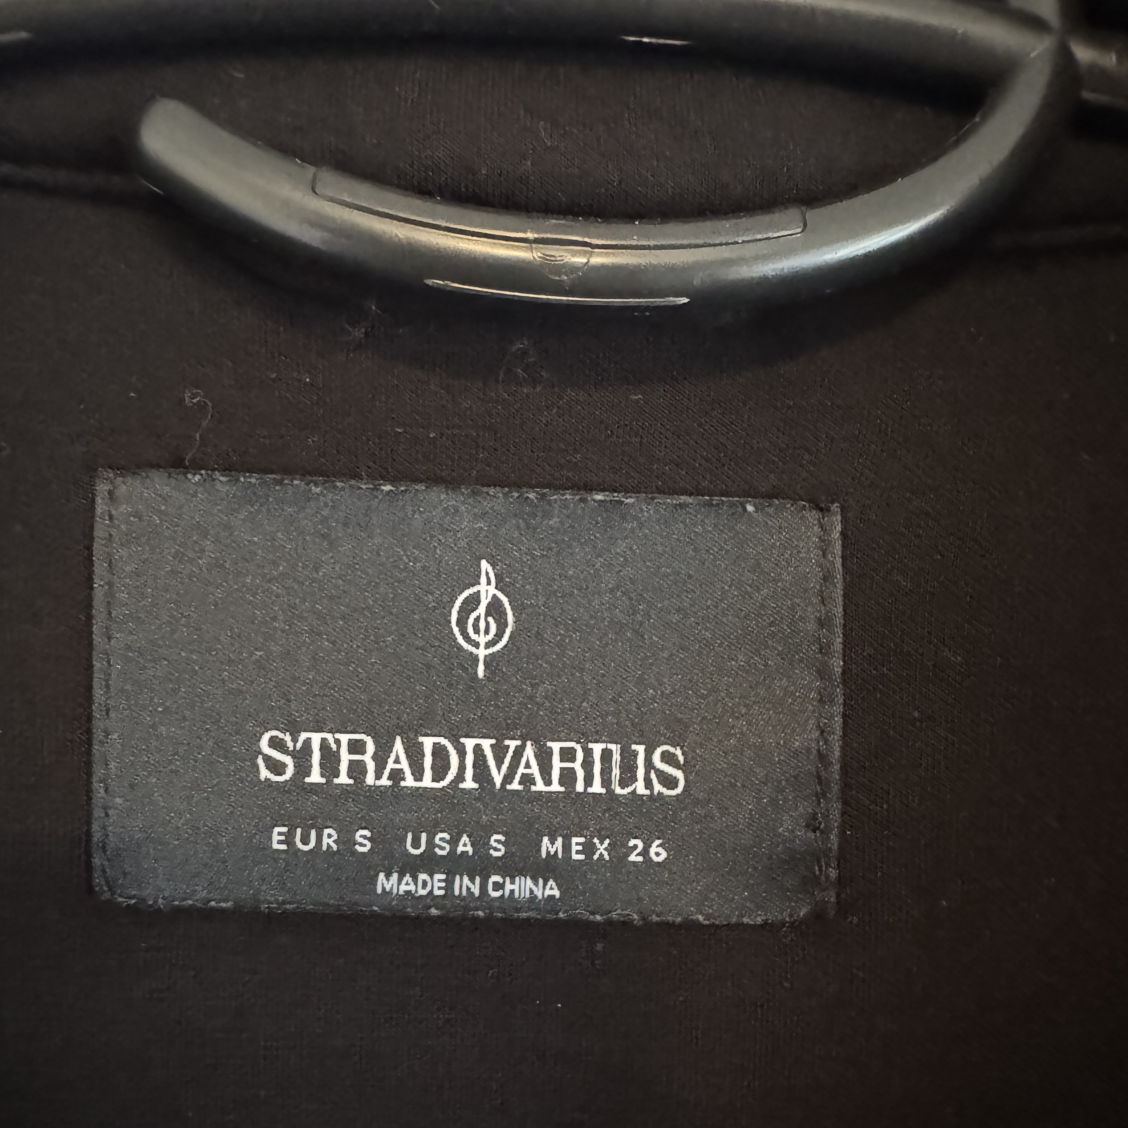 STRADIVARIUS
EUR S USA S MEX 26
MADE IN CHINA